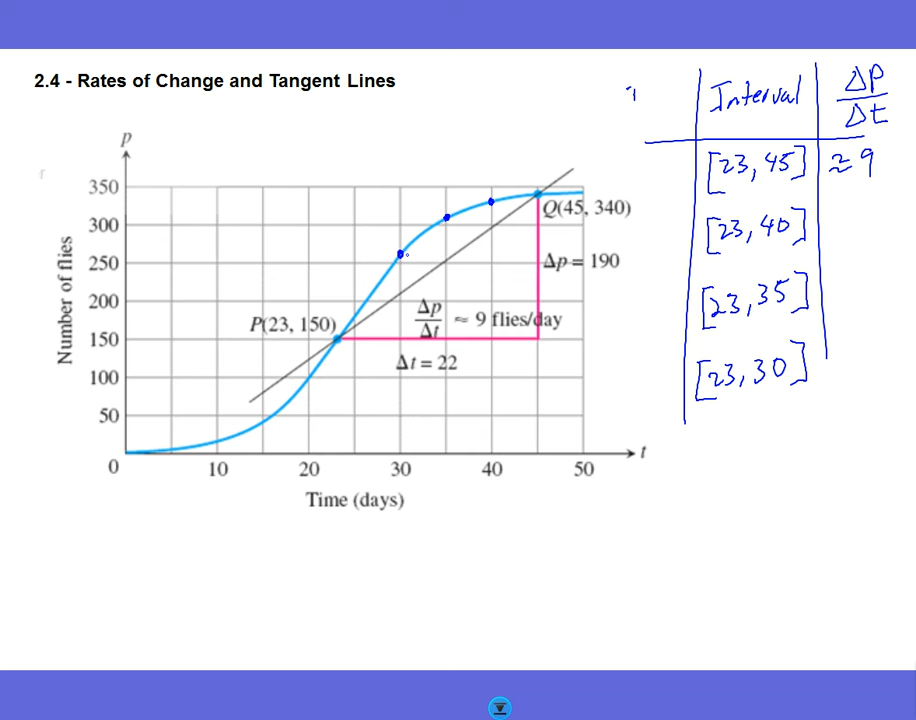 2.4 - Rates of Change and Tangent Lines
Interval Δp/Δt
[23, 45] ≈ 9
[23, 40]
[23, 35]
[23, 30]
p
350
300
250
200
150
100
50
0
10 20 30 40 50
t
Number of flies
Time (days)
Q(45, 340)
Δp = 190
P(23, 150)
Δp/Δt ≈ 9 flies/day
Δt = 22